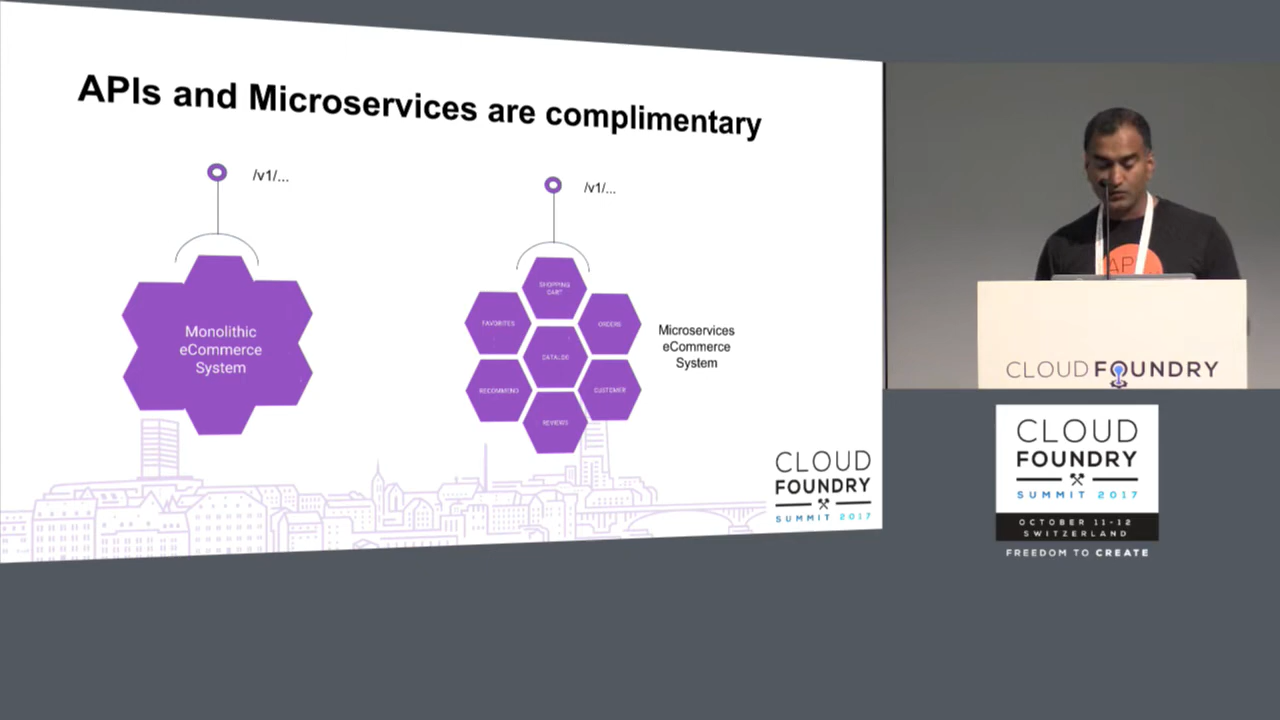 APIs and Microservices are complimentary
/v1/...
/v1/...
Monolithic
eCommerce
System
SHOPPING
CART
FAVORITES
ORDERS
CATALOG
RECOMMEND
CUSTOMER
REVIEWS
Microservices
eCommerce
System
CLOUD
FOUNDRY
SUMMIT 2017
API
CLOUD FOUNDRY
CLOUD
FOUNDRY
SUMMIT 2017
OCTOBER 11-12
SWITZERLAND
FREEDOM TO CREATE